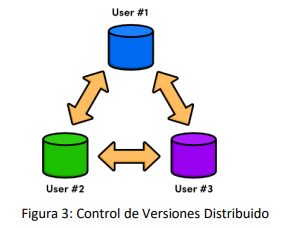 User #1
User #2
User #3
Figura 3: Control de Versiones Distribuido